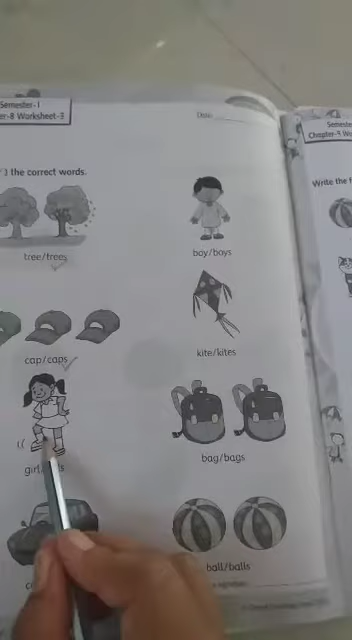 Semester-1
er-8 Worksheet-3
Date:
) the correct words.
tree/trees
boy/boys
cap/caps
kite/kites
bag/bags
ball/balls
Semeste
Chapter-9 Wo
Write the f